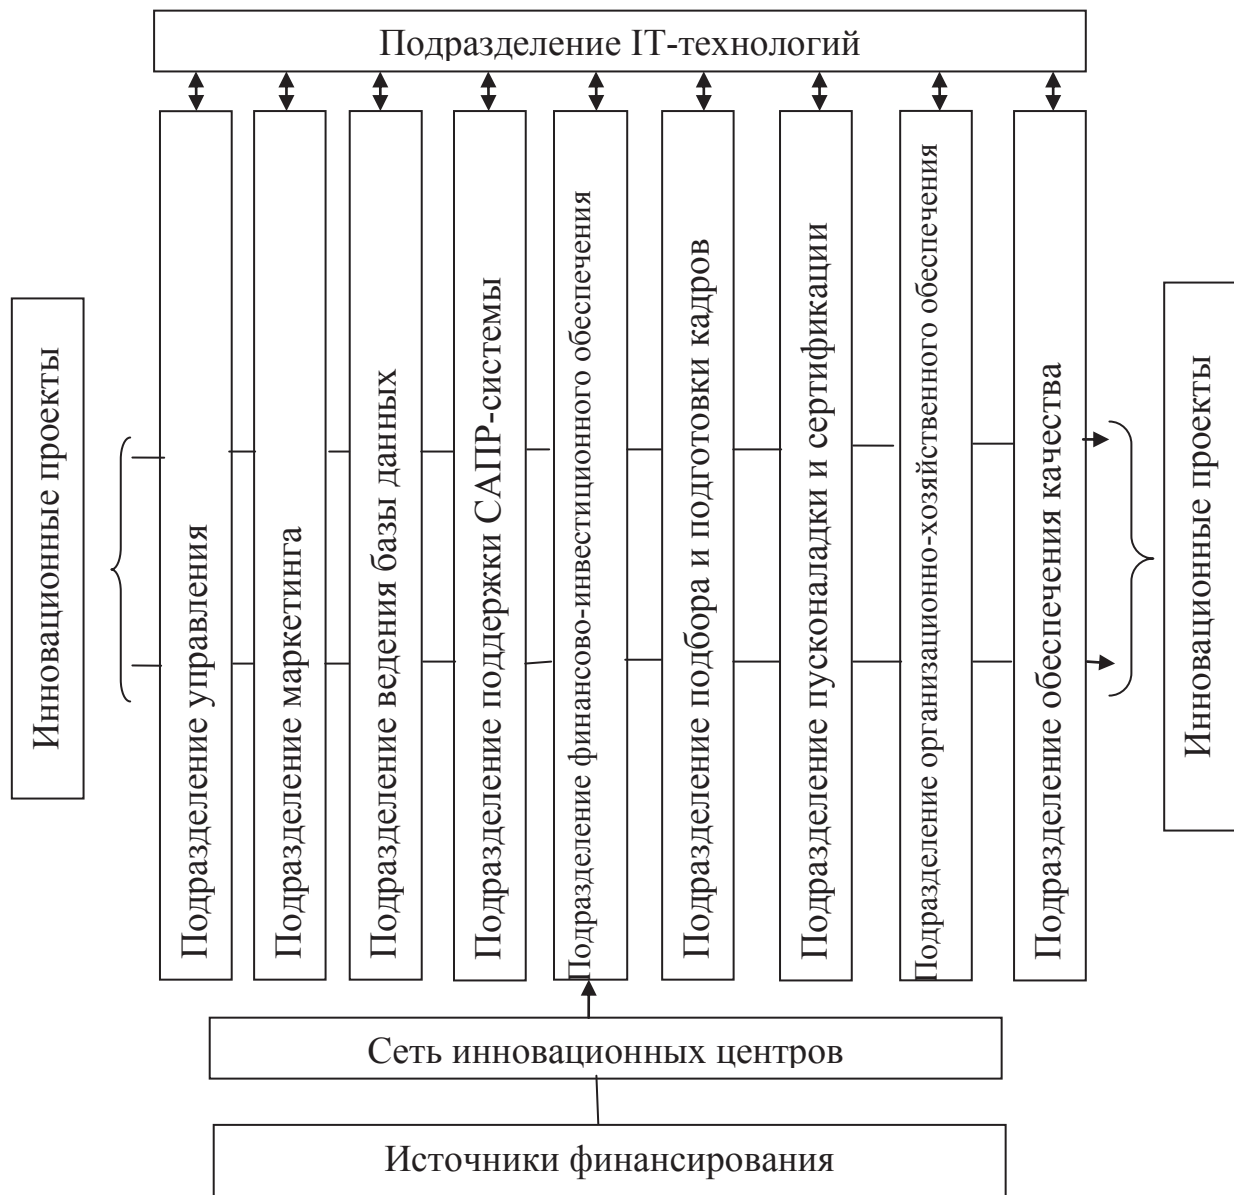 Подразделение IT-технологий
Инновационные проекты
Подразделение управления
Подразделение маркетинга
Подразделение ведения базы данных
Подразделение поддержки САПР-системы
Подразделение финансово-инвестиционного обеспечения
Подразделение подбора и подготовки кадров
Подразделение пусконаладки и сертификации
Подразделение организационно-хозяйственного обеспечения
Подразделение обеспечения качества
Инновационные проекты
Сеть инновационных центров
Источники финансирования